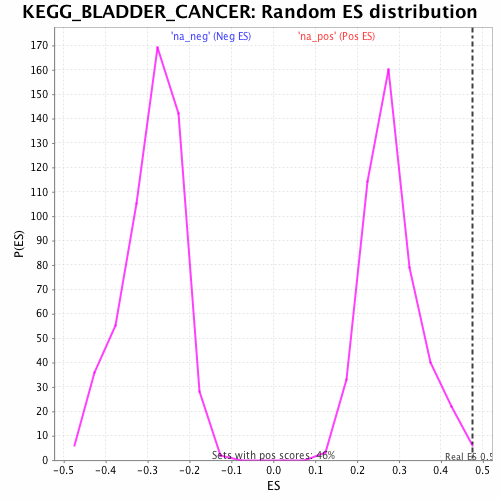 KEGG_BLADDER_CANCER: Random ES distribution
'na_neg' (Neg ES) 'na_pos' (Pos ES)
170
160
150
140
130
120
110
100
90
80
70
60
50
40
30
20
10
0
P(ES)
Sets with pos scores: 46%
Real ES 0.5
-0.5 -0.4 -0.3 -0.2 -0.1 0.0 0.1 0.2 0.3 0.4 0.5
ES